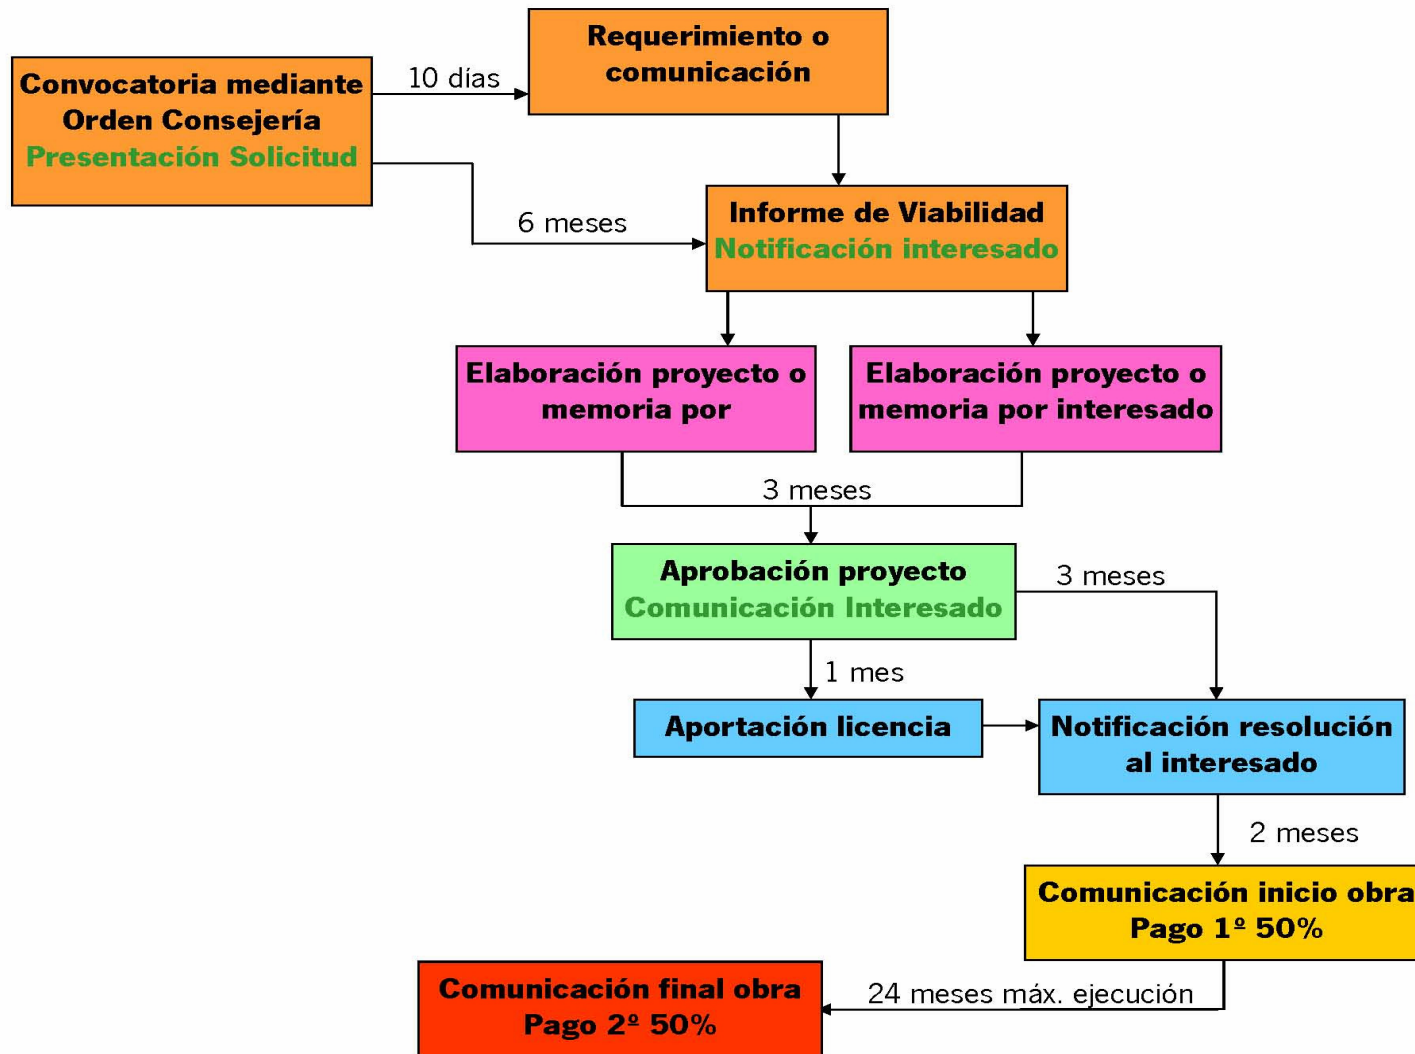 Requerimiento o
comunicación
Convocatoria mediante
Orden Consejería
Presentación Solicitud
10 días
6 meses
Informe de Viabilidad
Notificación interesado
Elaboración proyecto o
memoria por
Elaboración proyecto o
memoria por interesado
3 meses
Aprobación proyecto
Comunicación Interesado
3 meses
1 mes
Aportación licencia
Notificación resolución
al interesado
2 meses
Comunicación inicio obra
Pago 1º 50%
24 meses máx. ejecución
Comunicación final obra
Pago 2º 50%